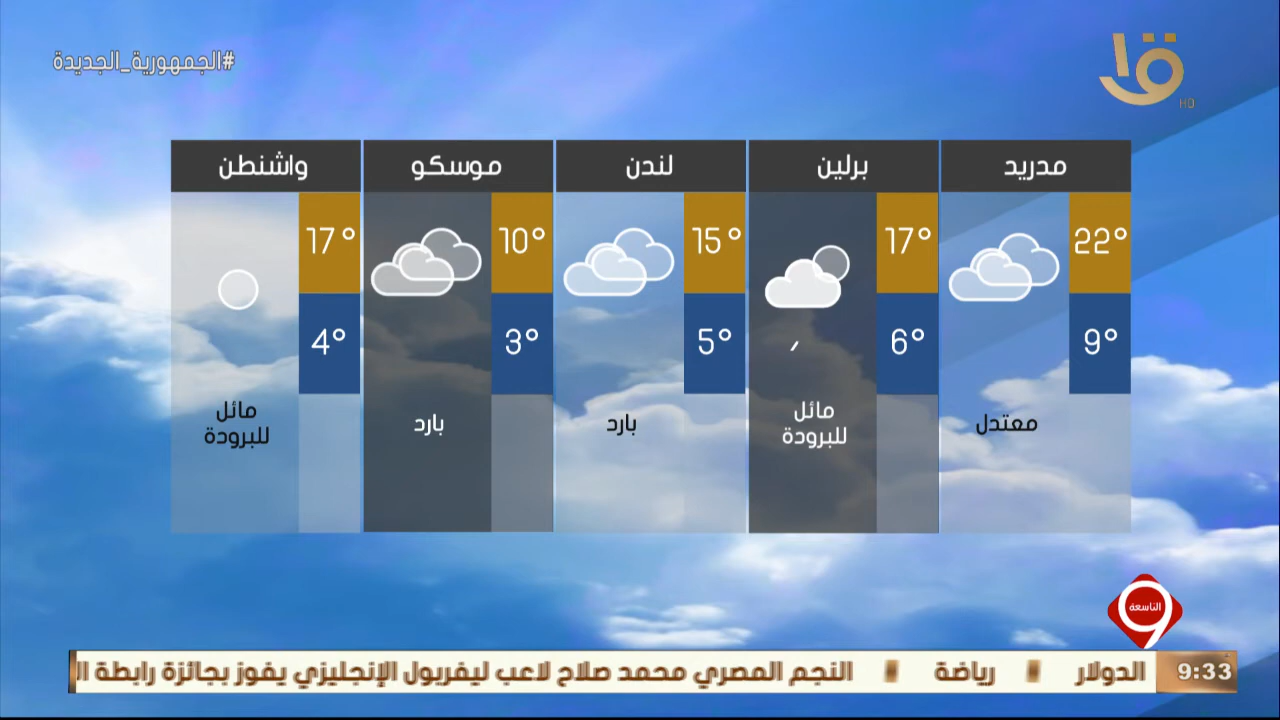 #الجمهورية_الجديدة
HD
مدريد
برلين
لندن
موسكو
واشنطن
22°
17°
15°
10°
17°
9°
6°
5°
3°
4°
معتدل
مائل
للبرودة
بارد
بارد
مائل
للبرودة
التاسعة
9
9:33
الدولار
رياضة
النجم المصري محمد صلاح لاعب ليفربول الإنجليزي يفوز بجائزة رابطة